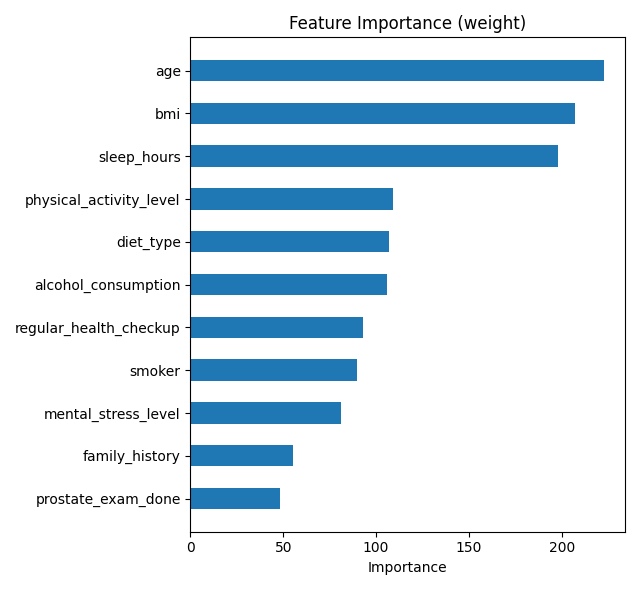 Feature Importance (weight)
age
bmi
sleep_hours
physical_activity_level
diet_type
alcohol_consumption
regular_health_checkup
smoker
mental_stress_level
family_history
prostate_exam_done
0 50 100 150 200
Importance